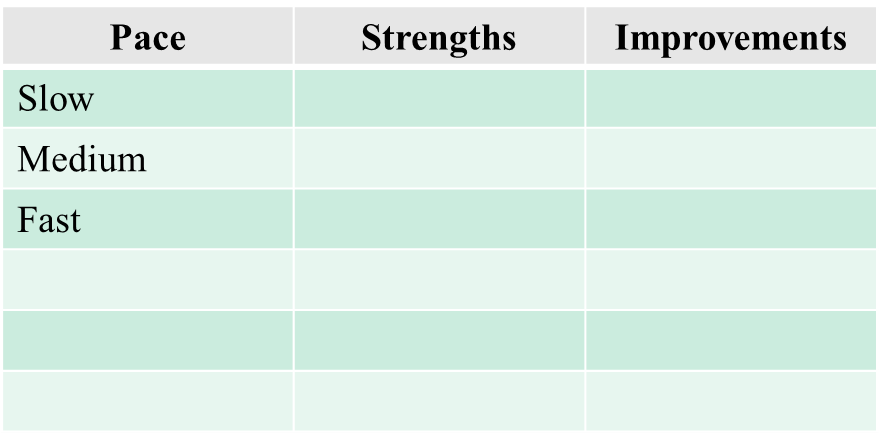 Pace Strengths Improvements
Slow
Medium
Fast